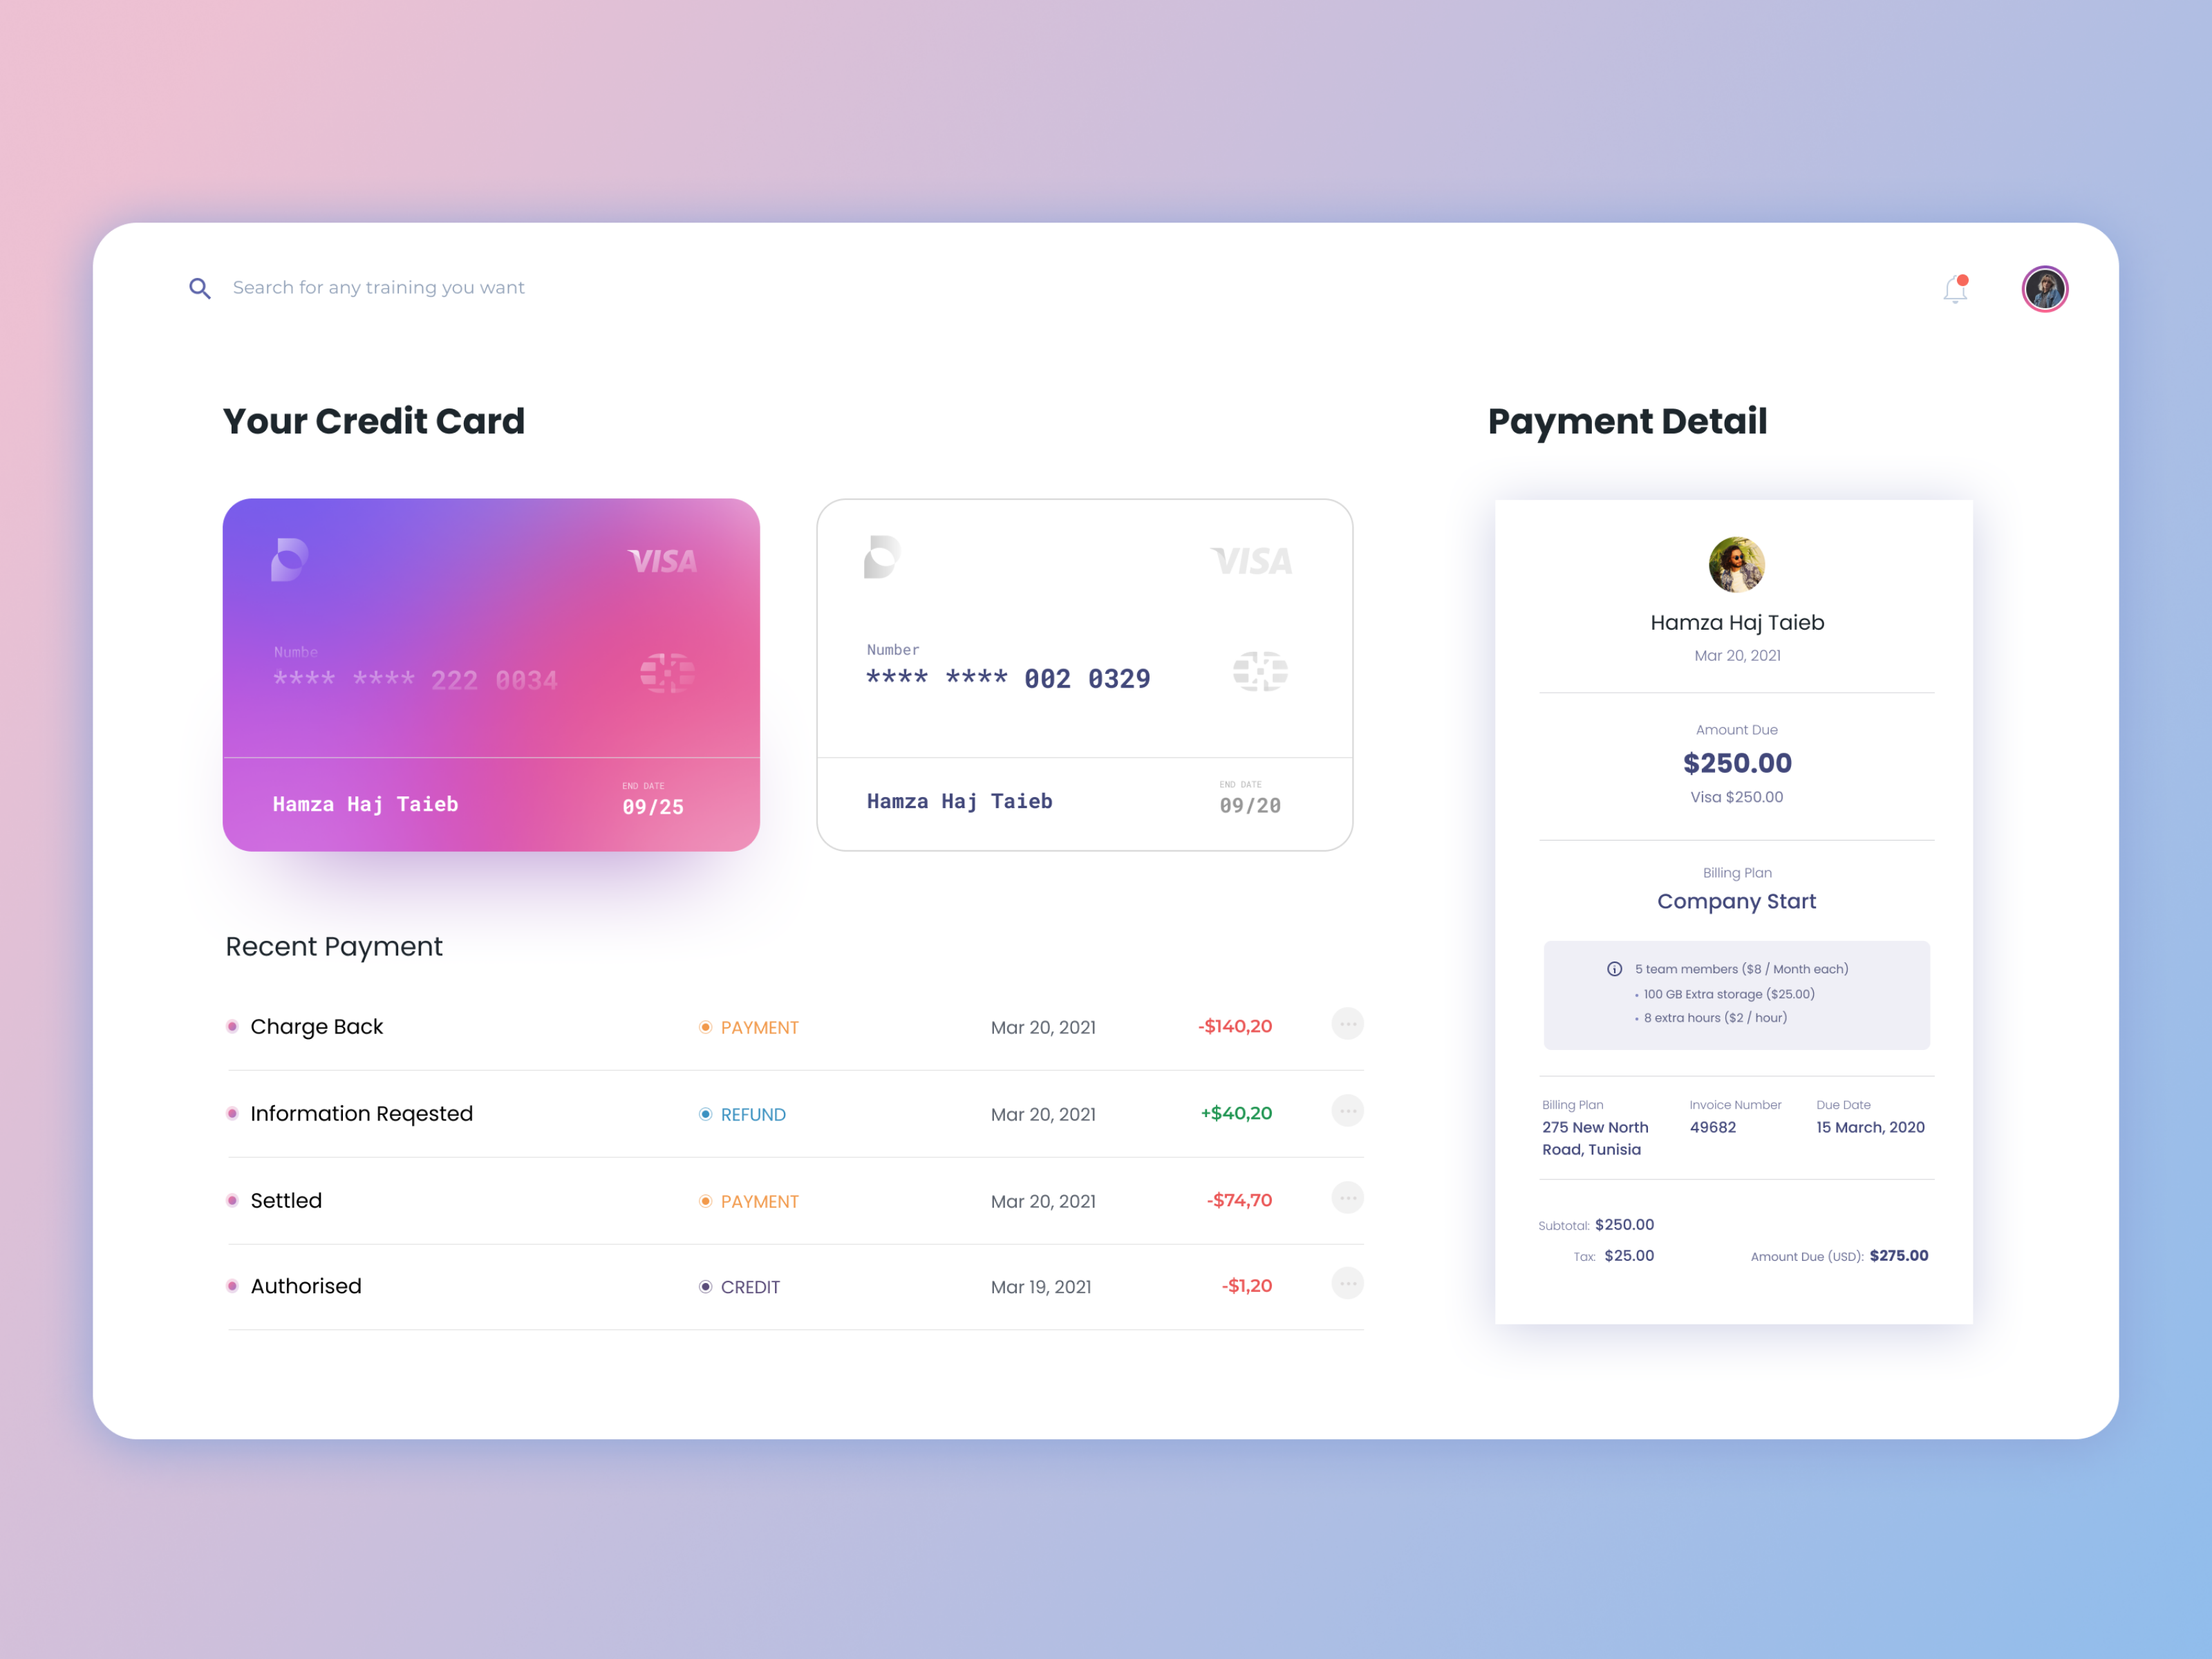 Search for any training you want
Your Credit Card
VISA
Numbe
**** **** 222 0034
Hamza Haj Taieb
END DATE
09/25
VISA
Number
**** **** 002 0329
Hamza Haj Taieb
END DATE
09/20
Recent Payment
Charge Back PAYMENT Mar 20, 2021 -$140,20
Information Reqested REFUND Mar 20, 2021 +$40,20
Settled PAYMENT Mar 20, 2021 -$74,70
Authorised CREDIT Mar 19, 2021 -$1,20
Payment Detail
Hamza Haj Taieb
Mar 20, 2021
Amount Due
$250.00
Visa $250.00
Billing Plan
Company Start
5 team members ($8 / Month each)
• 100 GB Extra storage ($25.00)
• 8 extra hours ($2 / hour)
Billing Plan
275 New North
Road, Tunisia
Invoice Number
49682
Due Date
15 March, 2020
Subtotal: $250.00
Tax: $25.00
Amount Due (USD): $275.00